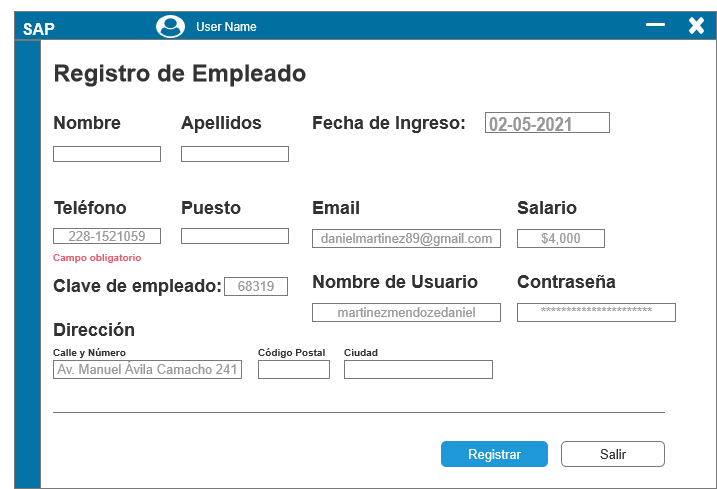 SAP
User Name
Registro de Empleado
Nombre
Apellidos
Fecha de Ingreso:
02-05-2021
Teléfono
Puesto
Email
Salario
228-1521059
danielmartinez89@gmail.com
$4,000
Campo obligatorio
Clave de empleado:
68319
Nombre de Usuario
Contraseña
martinezmendozedaniel
**********************
Dirección
Calle y Número
Código Postal
Ciudad
Av. Manuel Ávila Camacho 241
Registrar
Salir